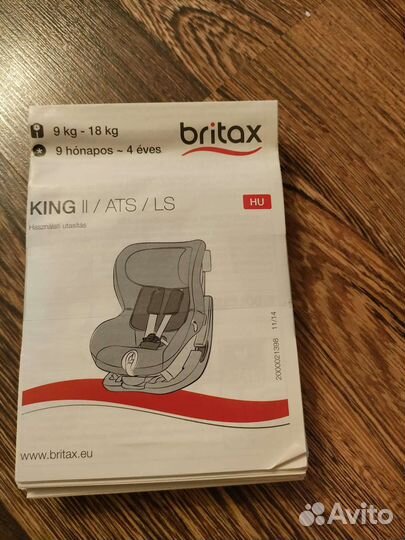 9 kg - 18 kg
9 hónapos ~ 4 éves
britax
KING II / ATS / LS
HU
Használati utasítás
2000021398 11/14
www.britax.eu
Avito